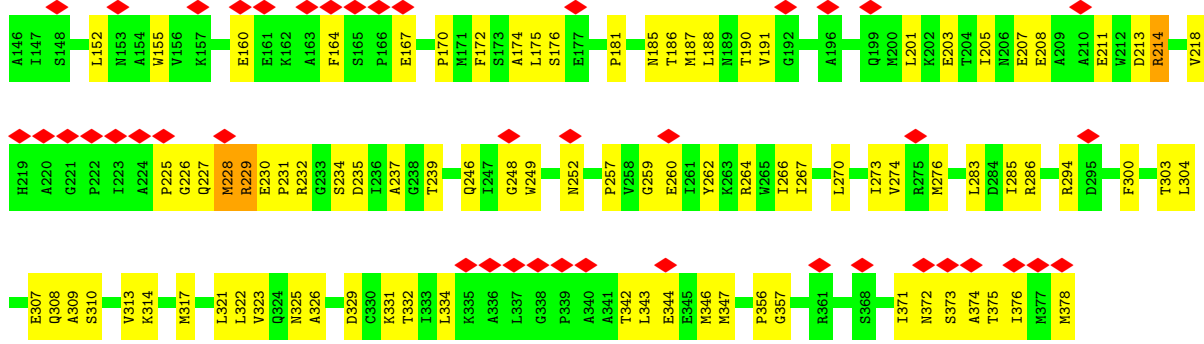 A146 I147 S148 L152 N153 A154 W155 V156 K157 E160 E161 K162 A163 F164 S165 P166 E167 P170 M171 F172 S173 A174 L175 S176 E177 P181 N185 T186 M187 L188 N189 T190 V191 G192 A196 Q199 M200 L201 K202 E203 T204 I205 N206 E207 E208 A209 A210 E211 W212 D213 R214 V218
H219 A220 G221 P222 I223 A224 P225 G226 Q227 M228 R229 E230 P231 R232 G233 S234 D235 I236 A237 G238 T239 Q246 I247 G248 W249 N252 P257 V258 G259 E260 I261 Y262 K263 R264 W265 I266 I267 L270 I273 V274 R275 M276 L283 D284 I285 R286 R294 D295 F300 T303 L304
E307 Q308 A309 S310 V313 K314 M317 L321 L322 V323 Q324 N325 A326 D329 C330 K331 T332 I333 L334 K335 A336 L337 G338 P339 A340 A341 T342 L343 E344 E345 M346 M347 P356 G357 R361 S368 I371 N372 S373 A374 T375 I376 M377 M378